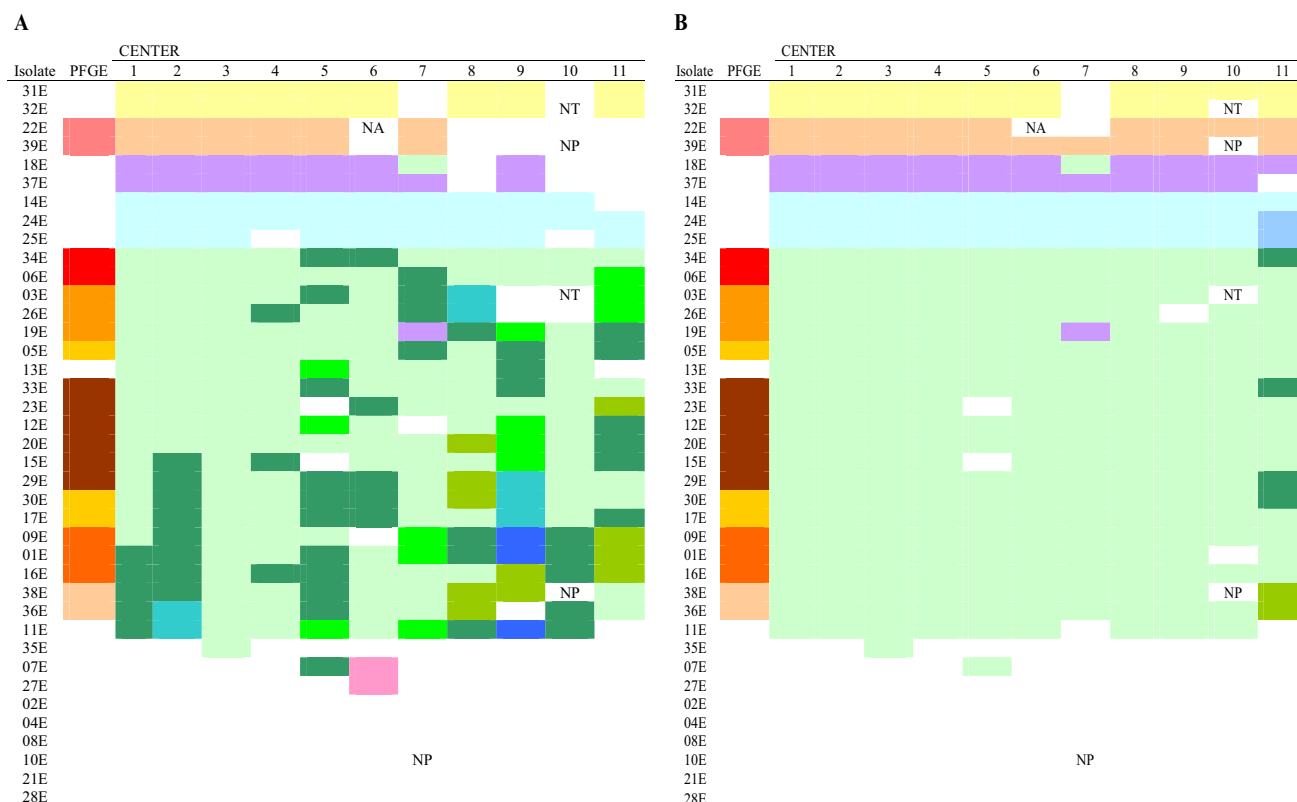 A B
CENTER CENTER
Isolate PFGE 1 2 3 4 5 6 7 8 9 10 11 Isolate PFGE 1 2 3 4 5 6 7 8 9 10 11
31E 31E
32E NT 32E NT
22E NA 22E NA
39E NP 39E NP
18E 18E
37E 37E
14E 14E
24E 24E
25E 25E
34E 34E
06E 06E
03E NT 03E NT
26E 26E
19E 19E
05E 05E
13E 13E
33E 33E
23E 23E
12E 12E
20E 20E
15E 15E
29E 29E
30E 30E
17E 17E
09E 09E
01E 01E
16E 16E
38E NP 38E NP
36E 36E
11E 11E
35E 35E
07E 07E
27E 27E
02E 02E
04E 04E
08E 08E
10E NP 10E NP
21E 21E
28E 28E